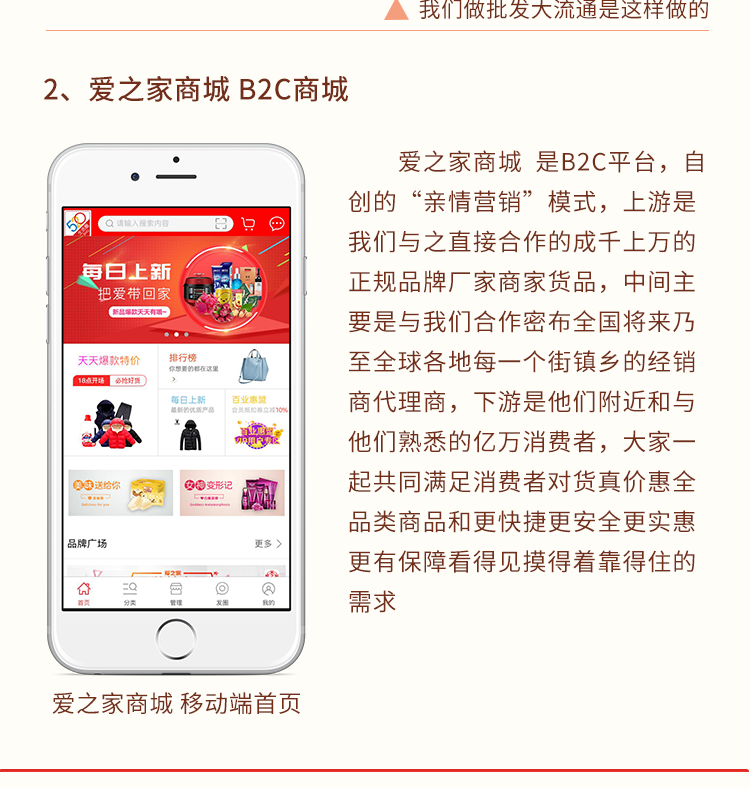 我们做批发大流通是这样做的
2、爱之家商城 B2C商城
爱之家商城 是B2C平台，自
创的“亲情营销”模式，上游是
我们与之直接合作的成千上万的
正规品牌厂家商家货品，中间主
要是与我们合作密布全国将来乃
至全球各地每一个街镇乡的经销
商代理商，下游是他们附近和与
他们熟悉的亿万消费者，大家一
起共同满足消费者对货真价惠全
品类商品和更快捷更安全更实惠
更有保障看得见摸得着靠得住的
需求
请输入搜索内容
每日上新
把爱带回家
新品爆款天天有哦~
天天爆款特价
18点开场 必抢好货
排行榜
你想要的都在这里
每日上新
最新的优质产品
百业惠盟
会员抵扣券立减10%
美味送给你
女神变形记
品牌广场
更多
首页
分类
管理
发圈
我的
爱之家商城 移动端首页